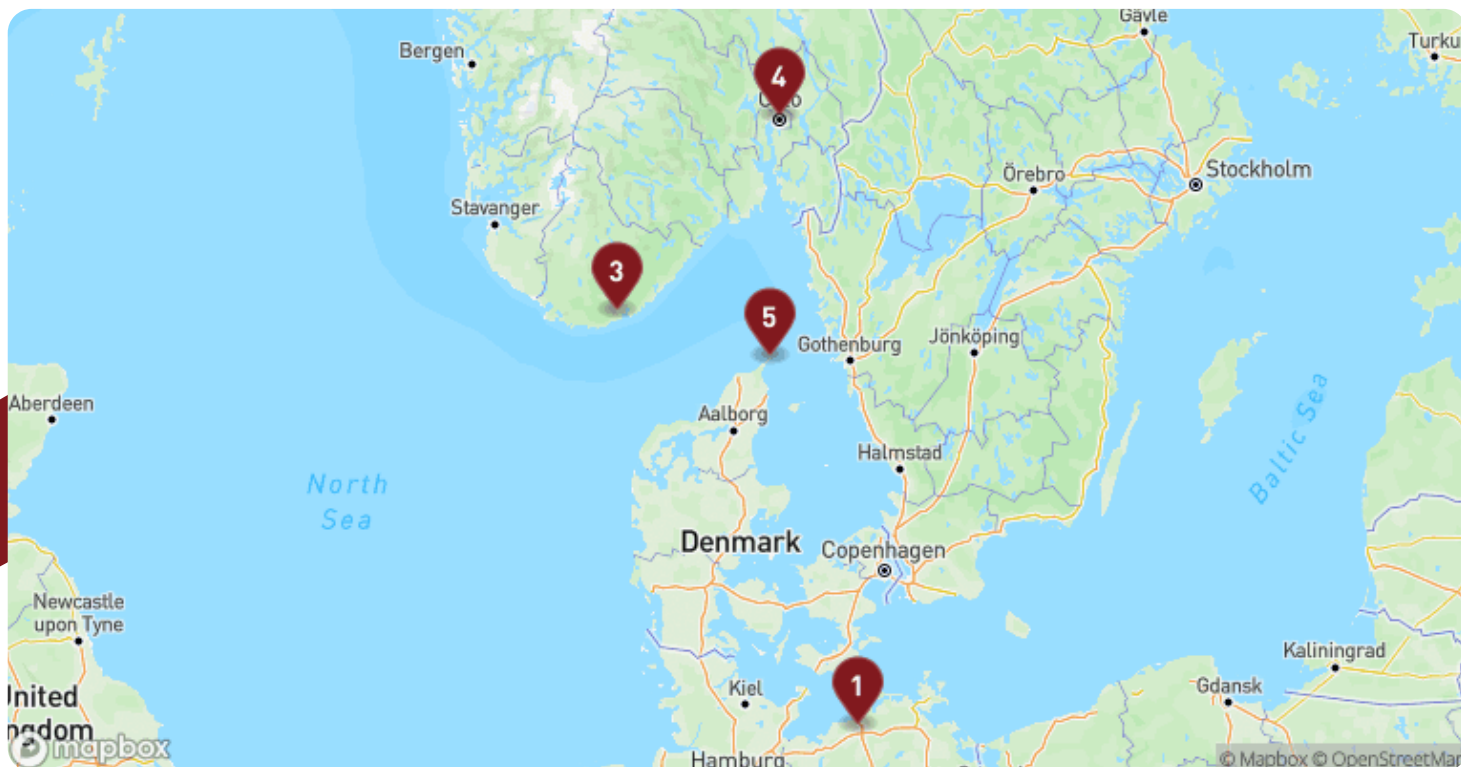 Gävle
Bergen
Turku
4
Stockholm
Örebro
Stavanger
3
5
Gothenburg
Jönköping
Aberdeen
Aalborg
Halmstad
North
Sea
Baltic Sea
Denmark
Copenhagen
Newcastle
upon Tyne
Kaliningrad
1
Kiel
Gdansk
United
ngdom
mapbox
Hamburg
© Mapbox © OpenStreetMap